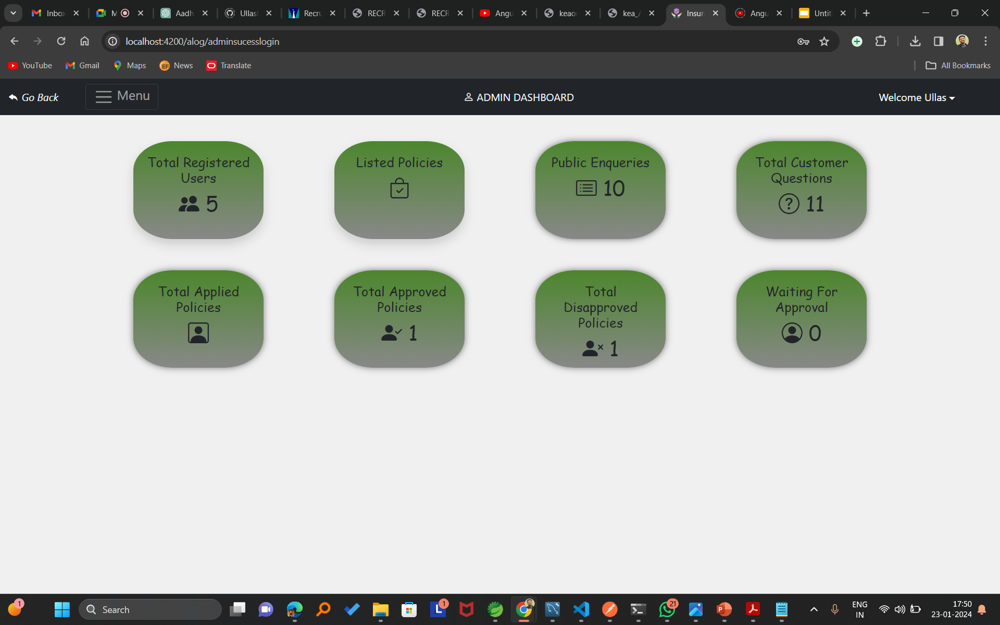 Inbox
M
Aadh
Ullas
Recru
RECR
RECR
Angu
keao
kea_
Insur
Angu
Untit
localhost:4200/alog/adminsucesslogin
YouTube
Gmail
Maps
News
Translate
All Bookmarks
Go Back
Menu
ADMIN DASHBOARD
Welcome Ullas
Total Registered
Users
5
Listed Policies
Public Enqueries
10
Total Customer
Questions
11
Total Applied
Policies
Total Approved
Policies
1
Total
Disapproved
Policies
1
Waiting For
Approval
0
1
Search
1
21
ENG
IN
17:50
23-01-2024